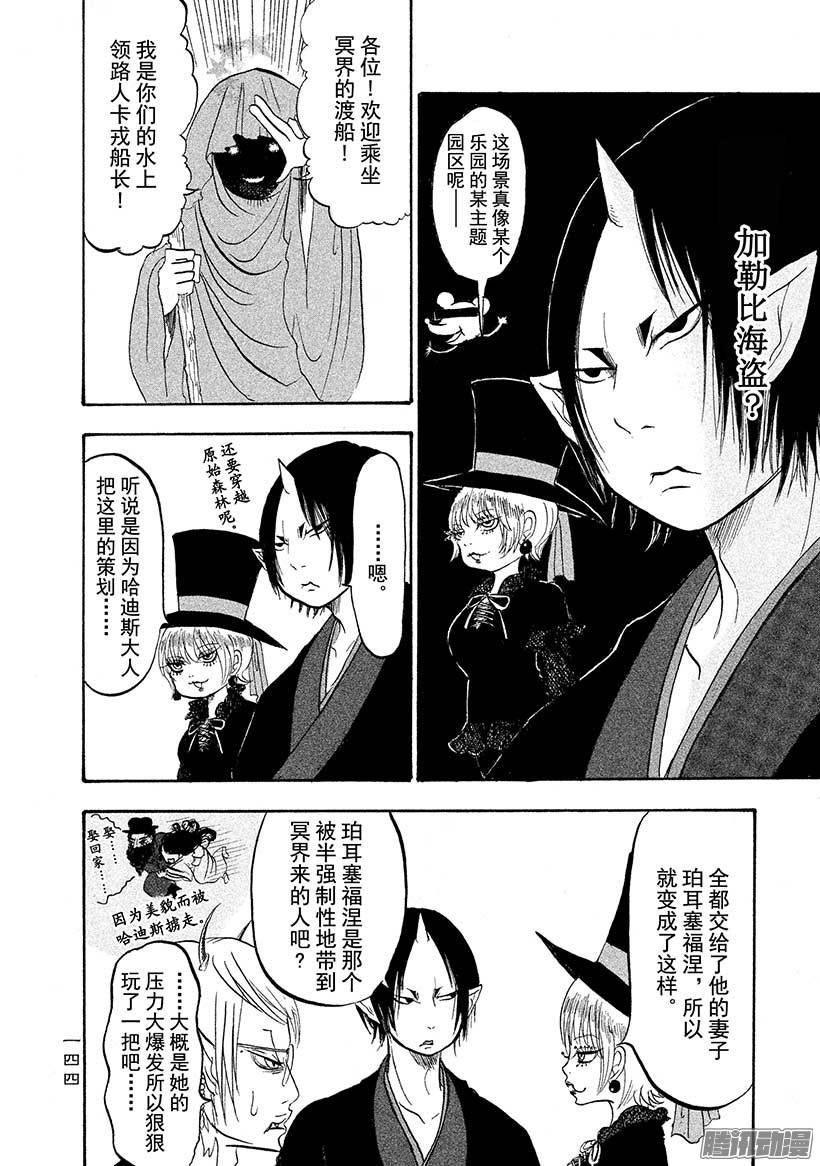 加勒比海盗？
这场景真像某个
乐园的某主题
园区呢——
各位！欢迎乘坐
冥界的渡船！
我是你们的水上
领路人卡戎船长！
……嗯。
还要穿越
原始森林呢。
听说是因为哈迪斯大人
把这里的策划……
全都交给了他的妻子
珀耳塞福涅，所以
就变成了这样。
珀耳塞福涅是那个
被半强制性地带到
冥界来的人吧？
娶……
娶回家……
因为美貌而被
哈迪斯掳走。
……大概是她的
压力大爆发所以狠狠
玩了一把吧……
一四四
腾讯动漫